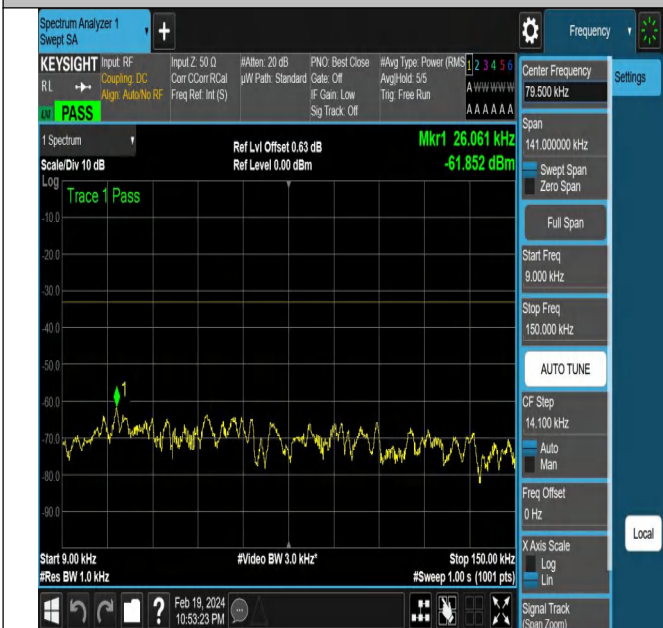 Spectrum Analyzer 1
Swept SA
Frequency
KEYSIGHT
RL
PASS
Input: RF
Coupling: DC
Align: Auto/No RF
Input Z: 50 Ω
Corr CCorr RCal
Freq Ref: Int (S)
#Atten: 20 dB
µW Path: Standard
PNO: Best Close
Gate: Off
IF Gain: Low
Sig Track: Off
#Avg Type: Power (RMS
Avg|Hold: 5/5
Trig: Free Run
1 2 3 4 5 6
A W W W W W
A A A A A A
1 Spectrum
Scale/Div 10 dB
Ref Lvl Offset 0.63 dB
Ref Level 0.00 dBm
Mkr1 26.061 kHz
-61.852 dBm
Log
Trace 1 Pass
-10.0
-20.0
-30.0
-40.0
-50.0
-60.0
-70.0
-80.0
-90.0
1
Start 9.00 kHz
#Res BW 1.0 kHz
#Video BW 3.0 kHz*
Stop 150.00 kHz
#Sweep 1.00 s (1001 pts)
?
Feb 19, 2024
10:53:23 PM
Center Frequency
79.500 kHz
Settings
Span
141.000000 kHz
Swept Span
Zero Span
Full Span
Start Freq
9.000 kHz
Stop Freq
150.000 kHz
AUTO TUNE
CF Step
14.100 kHz
Auto
Man
Freq Offset
0 Hz
X Axis Scale
Log
Lin
Local
Signal Track
(Span Zoom)